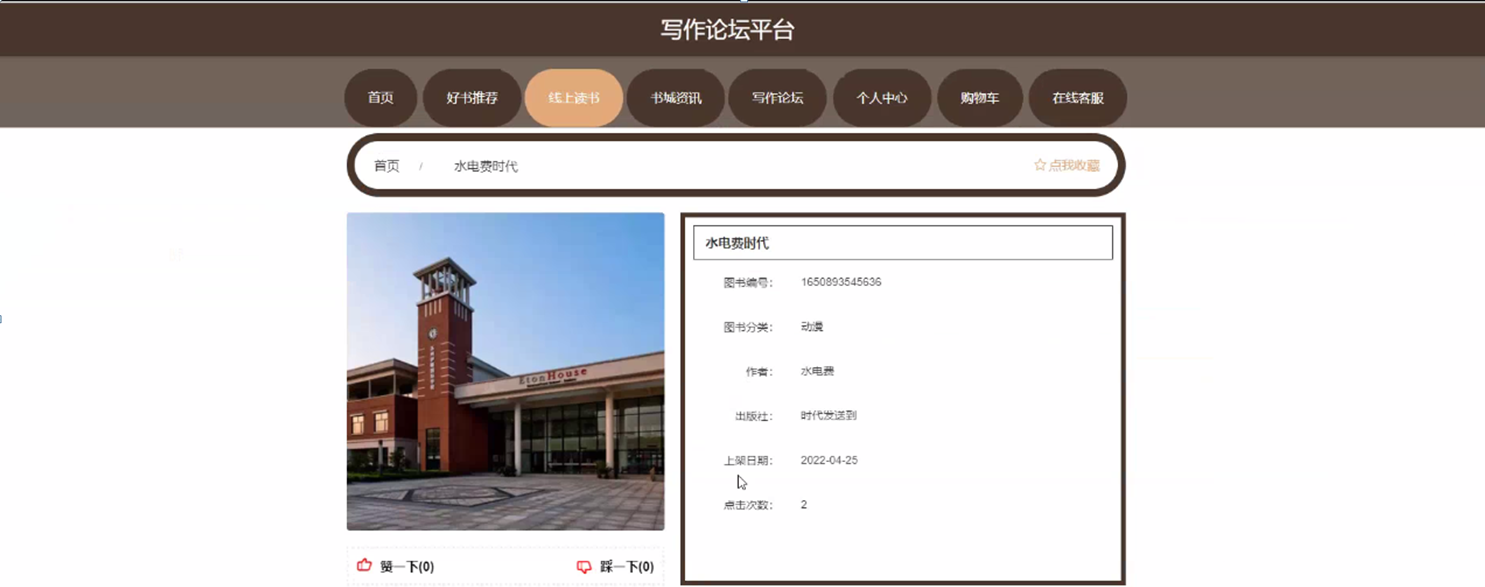 写作论坛平台
首页 好书推荐 线上读书 书城资讯 写作论坛 个人中心 购物车 在线客服
首页 / 水电费时代 ☆ 点我收藏
EtonHouse
水电费时代
图书编号： 1650893545636
图书分类： 动漫
作者： 水电费
出版社： 时代发送到
上架日期： 2022-04-25
点击次数： 2
赞一下(0) 踩一下(0)